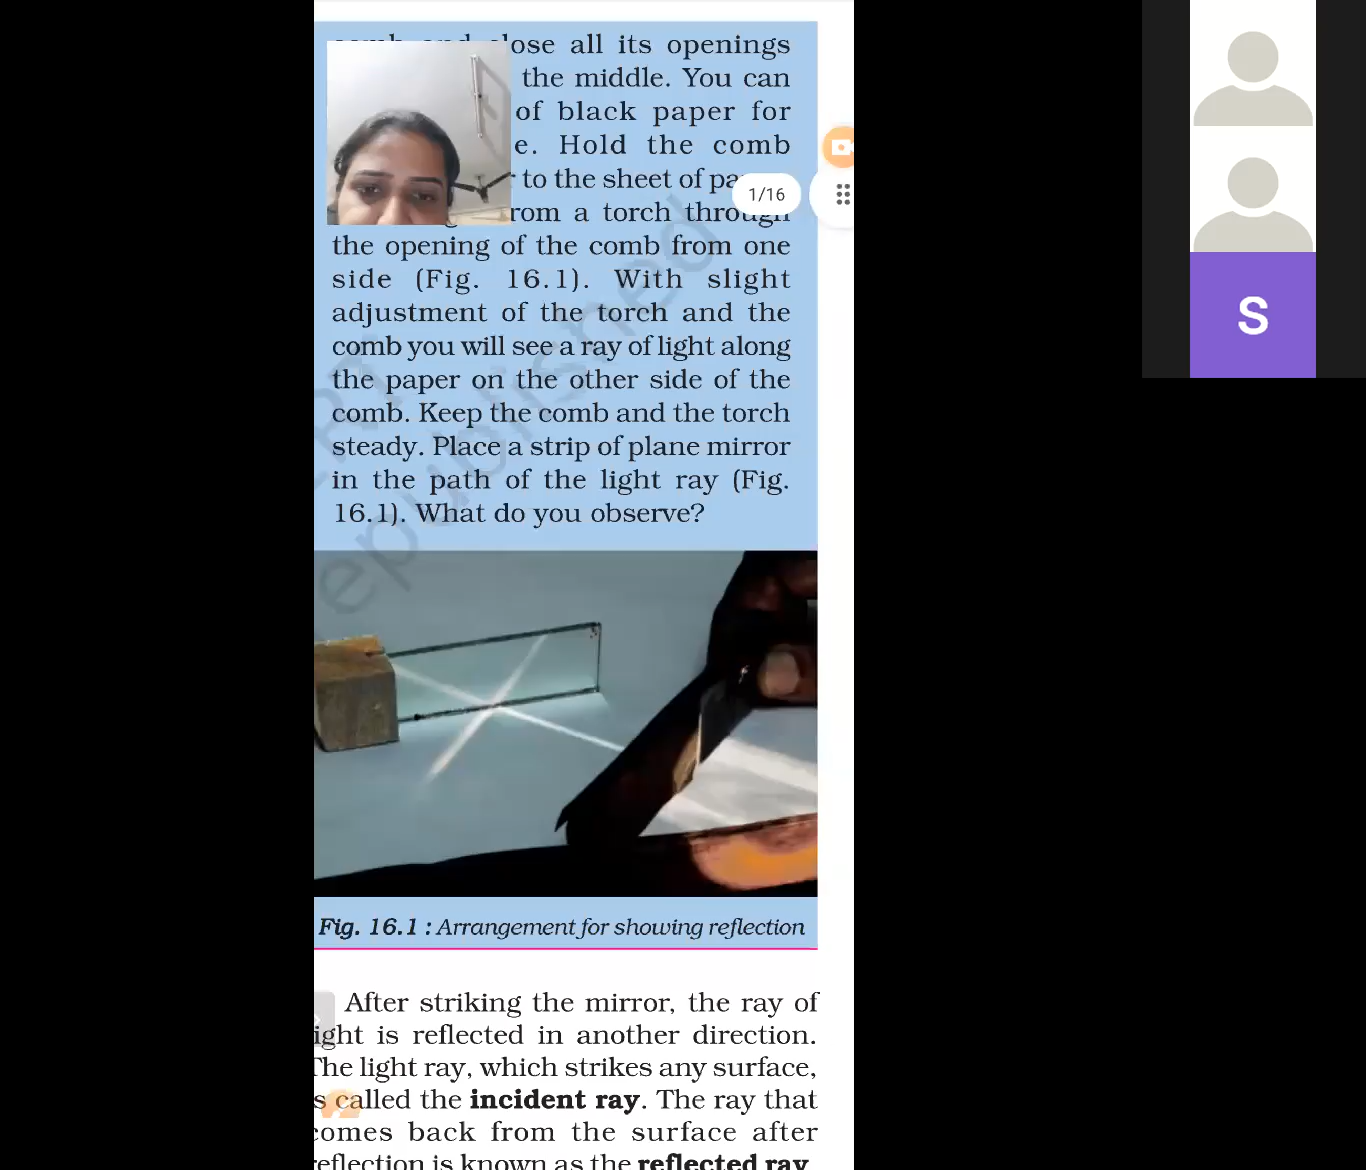 close all its openings
the middle. You can
of black paper for
e. Hold the comb
to the sheet of
1/16
rom a torch through
the opening of the comb from one
side (Fig. 16.1). With slight
adjustment of the torch and the
comb you will see a ray of light along
the paper on the other side of the
comb. Keep the comb and the torch
steady. Place a strip of plane mirror
in the path of the light ray (Fig.
16.1). What do you observe?
Fig. 16.1 : Arrangement for showing reflection
After striking the mirror, the ray of
ight is reflected in another direction.
The light ray, which strikes any surface,
s called the incident ray. The ray that
comes back from the surface after
reflection is known as the reflected ray
S
republished